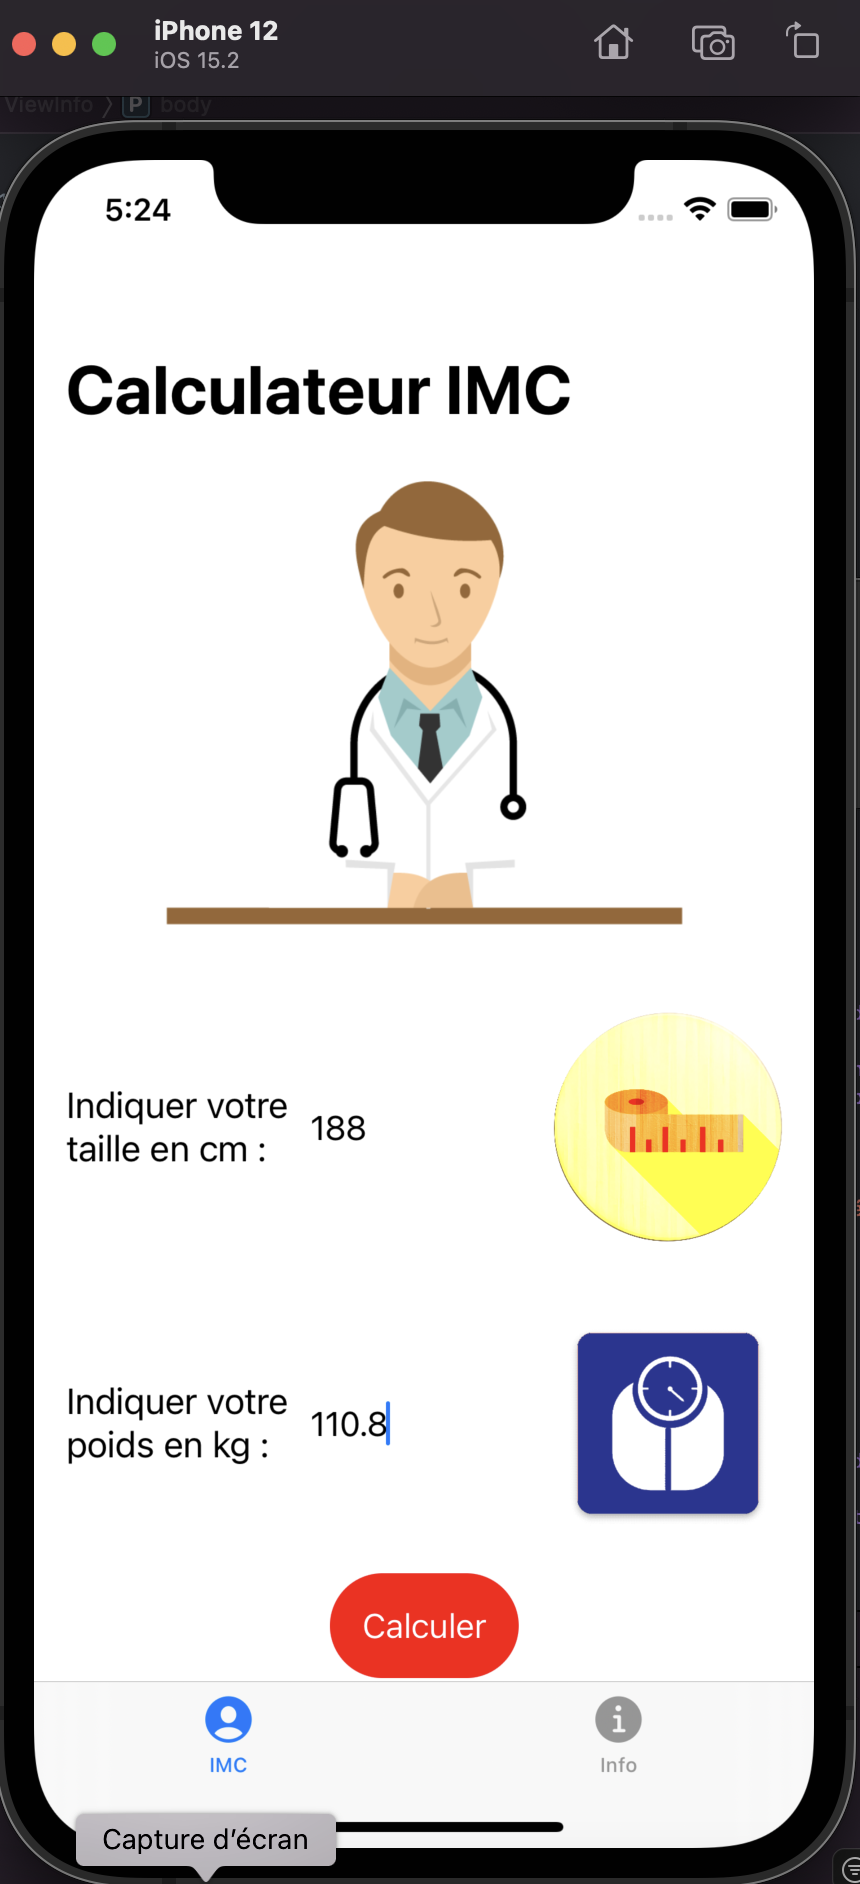 iPhone 12
iOS 15.2
ViewInfo 〉 P body
5:24
Calculateur IMC
Indiquer votre
taille en cm :
188
Indiquer votre
poids en kg :
110.8
Calculer
IMC
Info
Capture d’écran